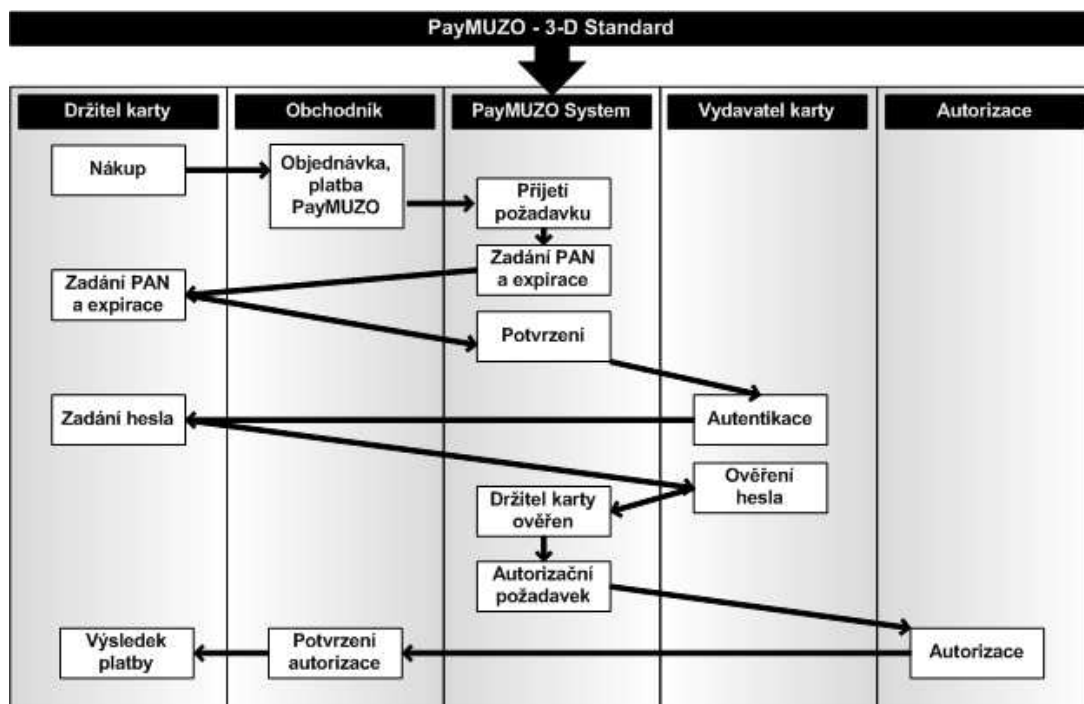 PayMUZO - 3-D Standard
Držitel karty
Obchodník
PayMUZO System
Vydavatel karty
Autorizace
Nákup
Objednávka,
platba
PayMUZO
Přijetí
požadavku
Zadání PAN
a expirace
Zadání PAN
a expirace
Potvrzení
Autentikace
Zadání hesla
Ověření
hesla
Držitel karty
ověřen
Autorizační
požadavek
Autorizace
Potvrzení
autorizace
Výsledek
platby